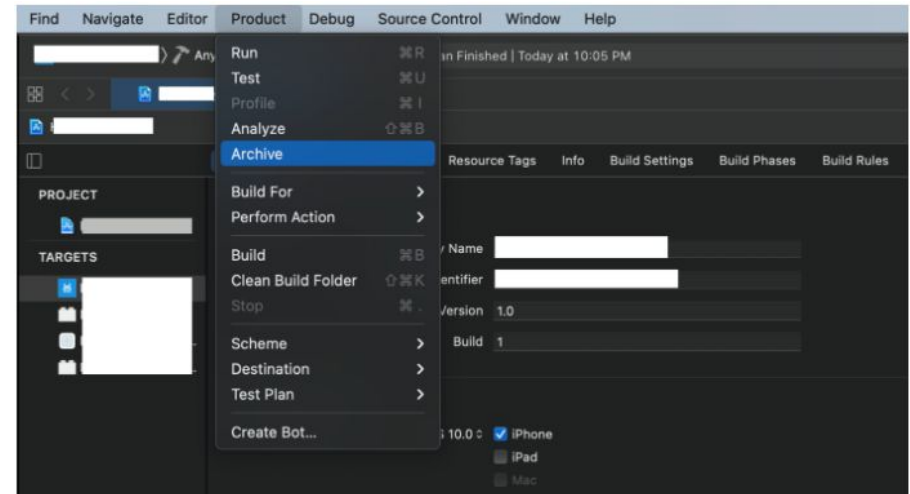 Find Navigate Editor Product Debug Source Control Window Help
Run ⌘R
Finished | Today at 10:05 PM
Test ⌘U
Profile ⌘I
Analyze ⇧⌘B
Archive
Resource Tags Info Build Settings Build Phases Build Rules
PROJECT
TARGETS
Build For
Perform Action
Build ⌘B
Clean Build Folder ⇧⌘K
Stop ⌘.
Scheme
Destination
Test Plan
Create Bot...
Name
entifier
Version 1.0
Build 1
10.0
iPhone
iPad
Mac